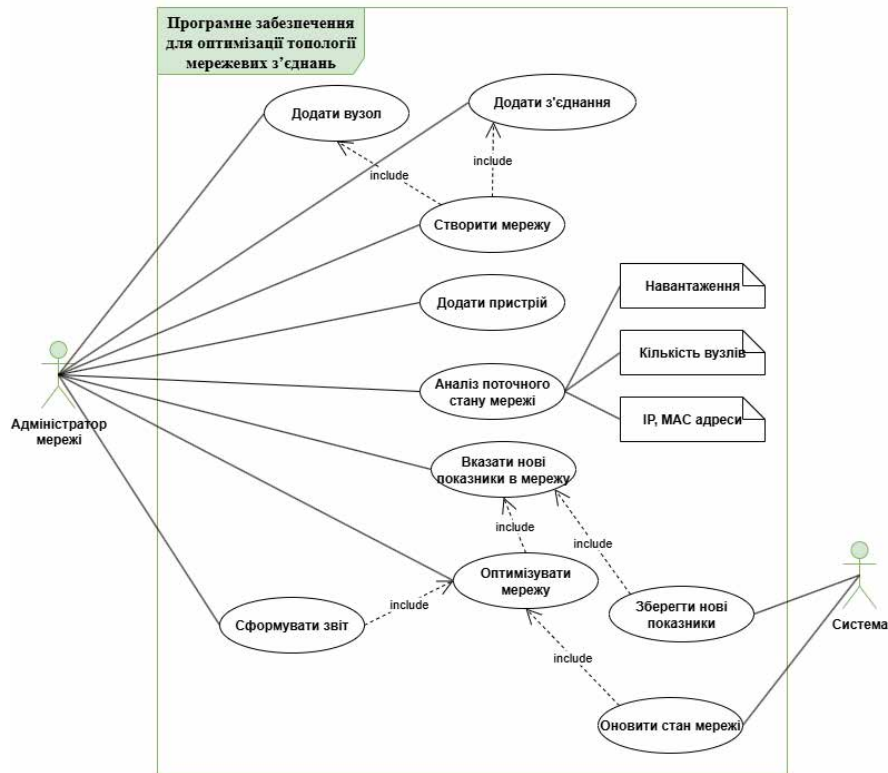 Програмне забезпечення
для оптимізації топології
мережевих з’єднань
Додати вузол
Додати з'єднання
include
include
Створити мережу
Додати пристрій
Навантаження
Кількість вузлів
Аналіз поточного
стану мережі
IP, MAC адреси
Адміністратор
мережі
Вказати нові
показники в мережу
include
include
Оптимізувати
мережу
include
Сформувати звіт
Зберегти нові
показники
Система
include
Оновити стан мережі